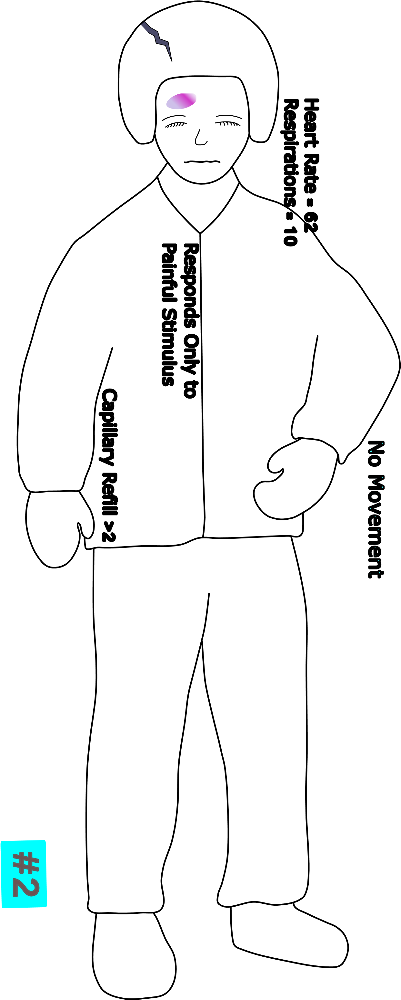 Heart Rate = 62
Respirations = 10
Responds Only to
Painful Stimulus
Capillary Refill >2
No Movement
#2